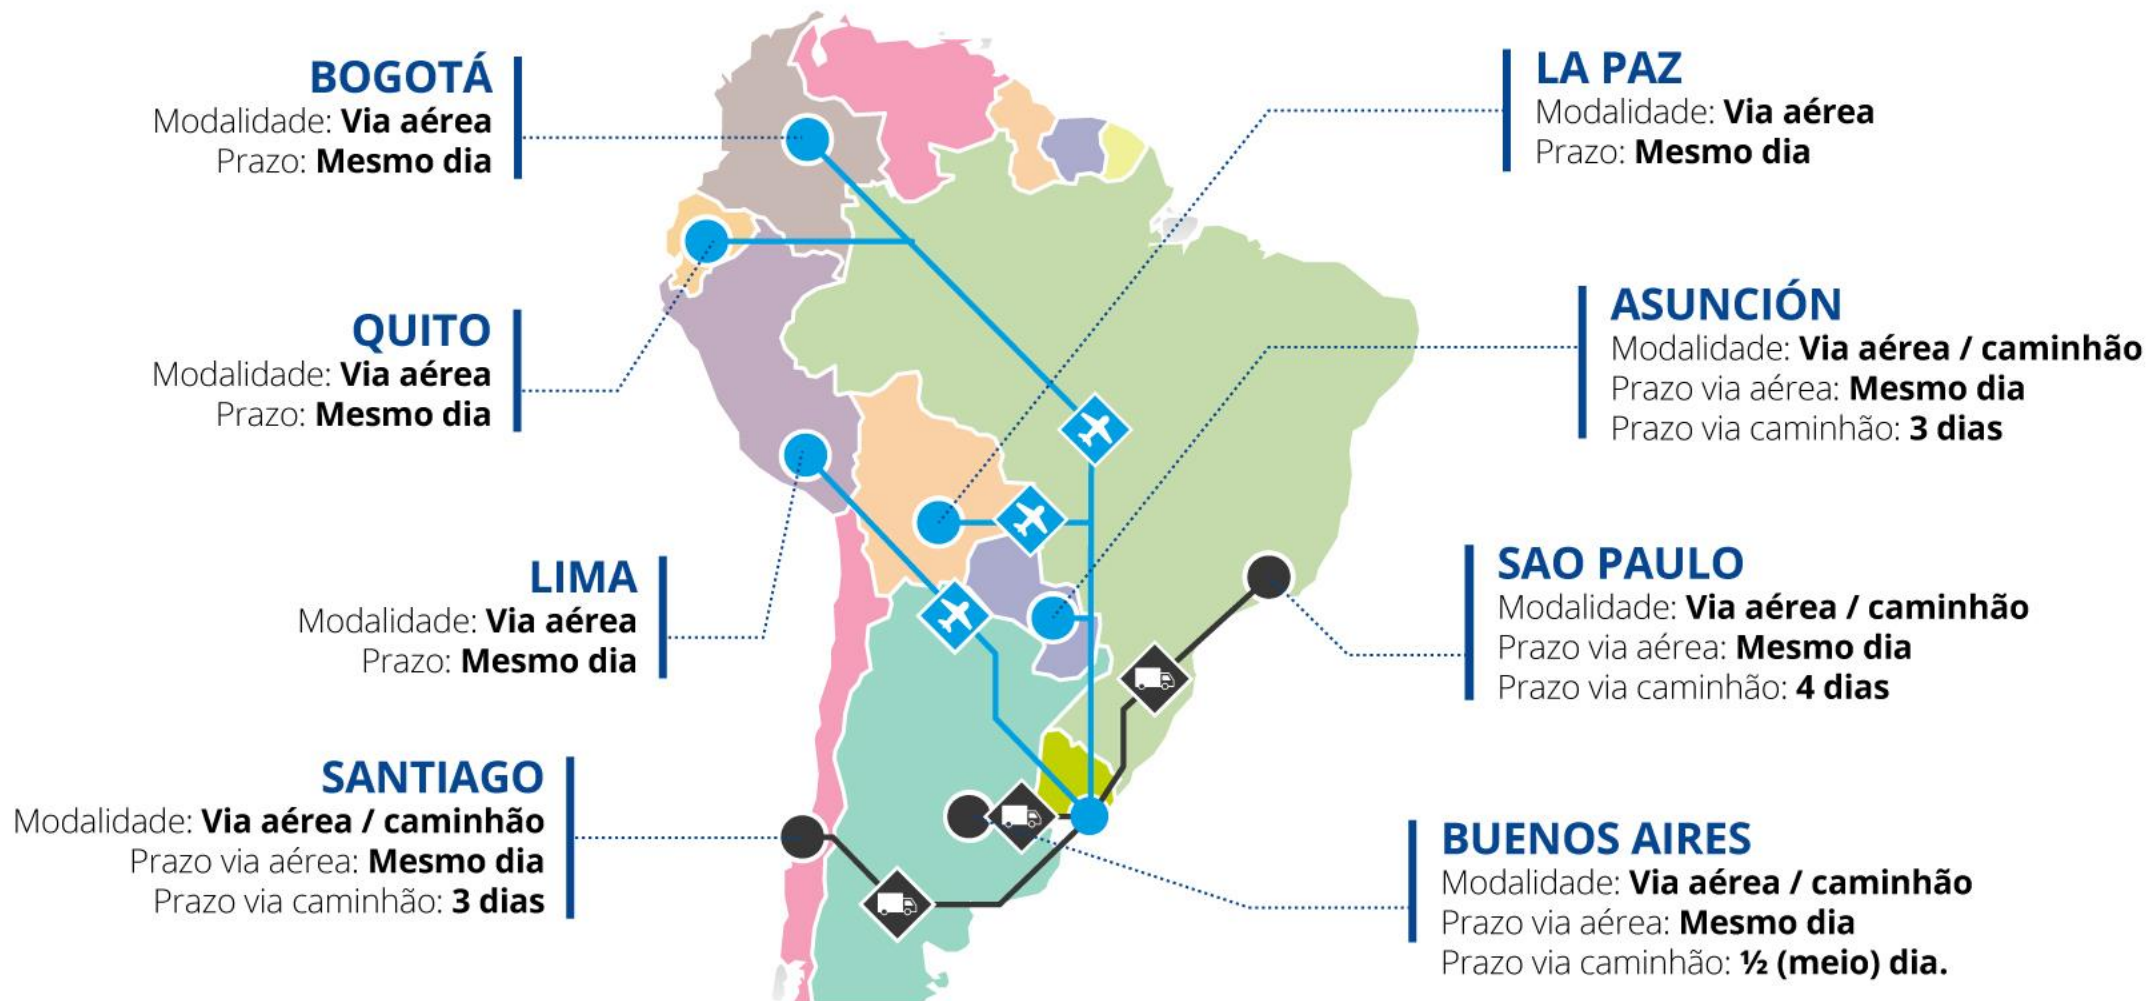 BOGOTÁ
Modalidade: Via aérea
Prazo: Mesmo dia
QUITO
Modalidade: Via aérea
Prazo: Mesmo dia
LIMA
Modalidade: Via aérea
Prazo: Mesmo dia
SANTIAGO
Modalidade: Via aérea / caminhão
Prazo via aérea: Mesmo dia
Prazo via caminhão: 3 dias
LA PAZ
Modalidade: Via aérea
Prazo: Mesmo dia
ASUNCIÓN
Modalidade: Via aérea / caminhão
Prazo via aérea: Mesmo dia
Prazo via caminhão: 3 dias
SAO PAULO
Modalidade: Via aérea / caminhão
Prazo via aérea: Mesmo dia
Prazo via caminhão: 4 dias
BUENOS AIRES
Modalidade: Via aérea / caminhão
Prazo via aérea: Mesmo dia
Prazo via caminhão: ½ (meio) dia.